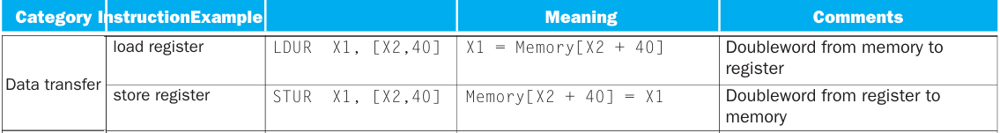 Category InstructionExample Meaning Comments
load register LDUR X1, [X2,40] X1 = Memory[X2 + 40] Doubleword from memory to
register
Data transfer
store register STUR X1, [X2,40] Memory[X2 + 40] = X1 Doubleword from register to
memory